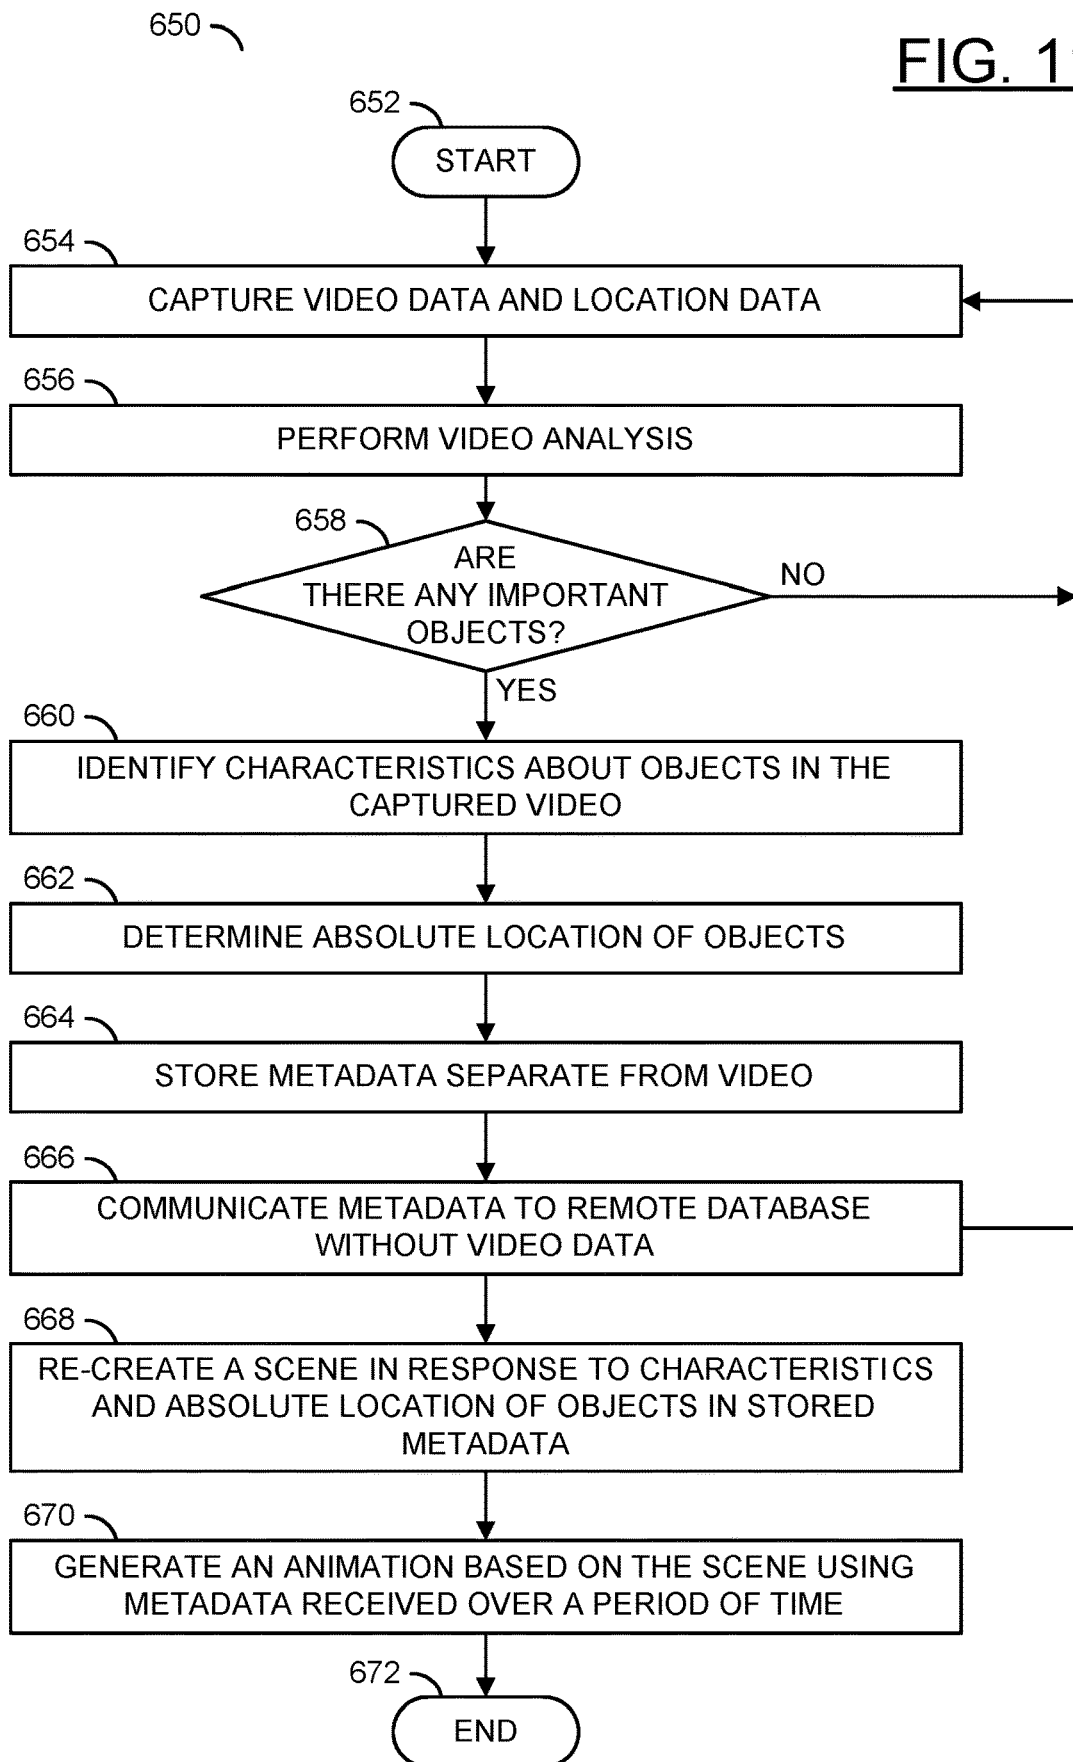 650
FIG. 11
652
START
654
CAPTURE VIDEO DATA AND LOCATION DATA
656
PERFORM VIDEO ANALYSIS
658
ARE
THERE ANY IMPORTANT
OBJECTS?
NO
YES
660
IDENTIFY CHARACTERISTICS ABOUT OBJECTS IN THE
CAPTURED VIDEO
662
DETERMINE ABSOLUTE LOCATION OF OBJECTS
664
STORE METADATA SEPARATE FROM VIDEO
666
COMMUNICATE METADATA TO REMOTE DATABASE
WITHOUT VIDEO DATA
668
RE-CREATE A SCENE IN RESPONSE TO CHARACTERISTICS
AND ABSOLUTE LOCATION OF OBJECTS IN STORED
METADATA
670
GENERATE AN ANIMATION BASED ON THE SCENE USING
METADATA RECEIVED OVER A PERIOD OF TIME
672
END